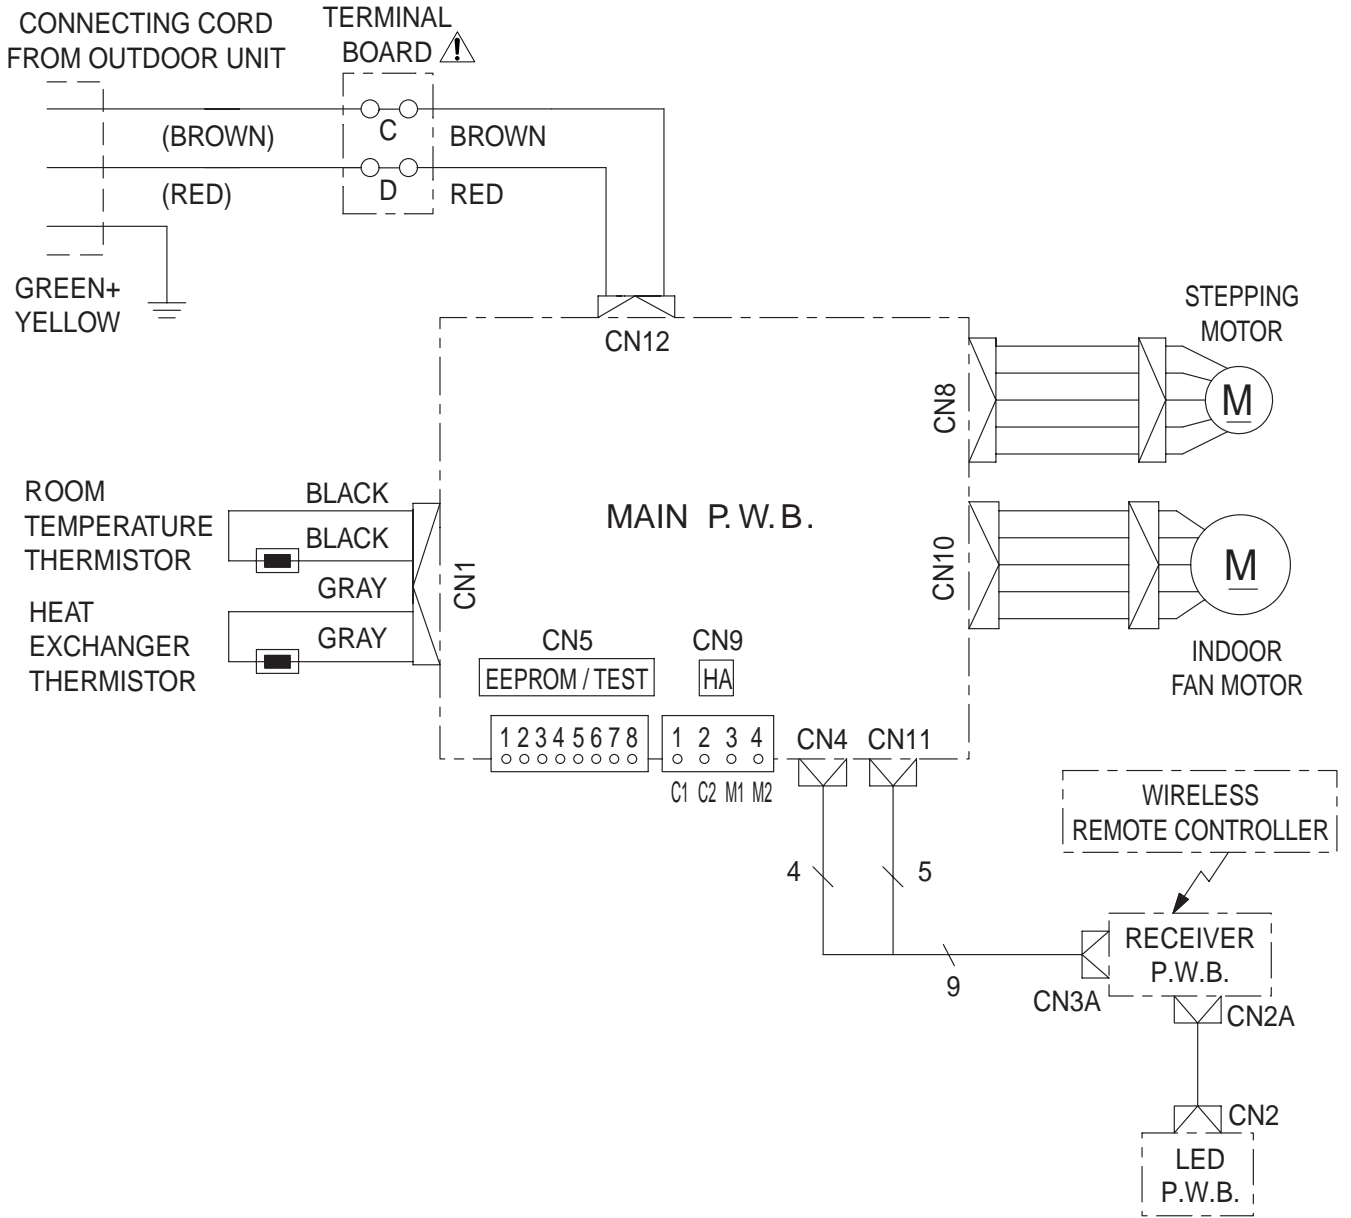 CONNECTING CORD
FROM OUTDOOR UNIT
TERMINAL
BOARD
(BROWN)
C
BROWN
(RED)
D
RED
GREEN+
YELLOW
CN12
STEPPING
MOTOR
CN8
M
ROOM
TEMPERATURE
THERMISTOR
BLACK
BLACK
GRAY
HEAT
EXCHANGER
THERMISTOR
GRAY
CN1
MAIN P.W.B.
CN10
M
INDOOR
FAN MOTOR
CN5
EEPROM / TEST
CN9
HA
1 2 3 4 5 6 7 8
1 2 3 4
C1 C2 M1 M2
CN4
CN11
WIRELESS
REMOTE CONTROLLER
4
5
9
CN3A
RECEIVER
P.W.B.
CN2A
CN2
LED
P.W.B.